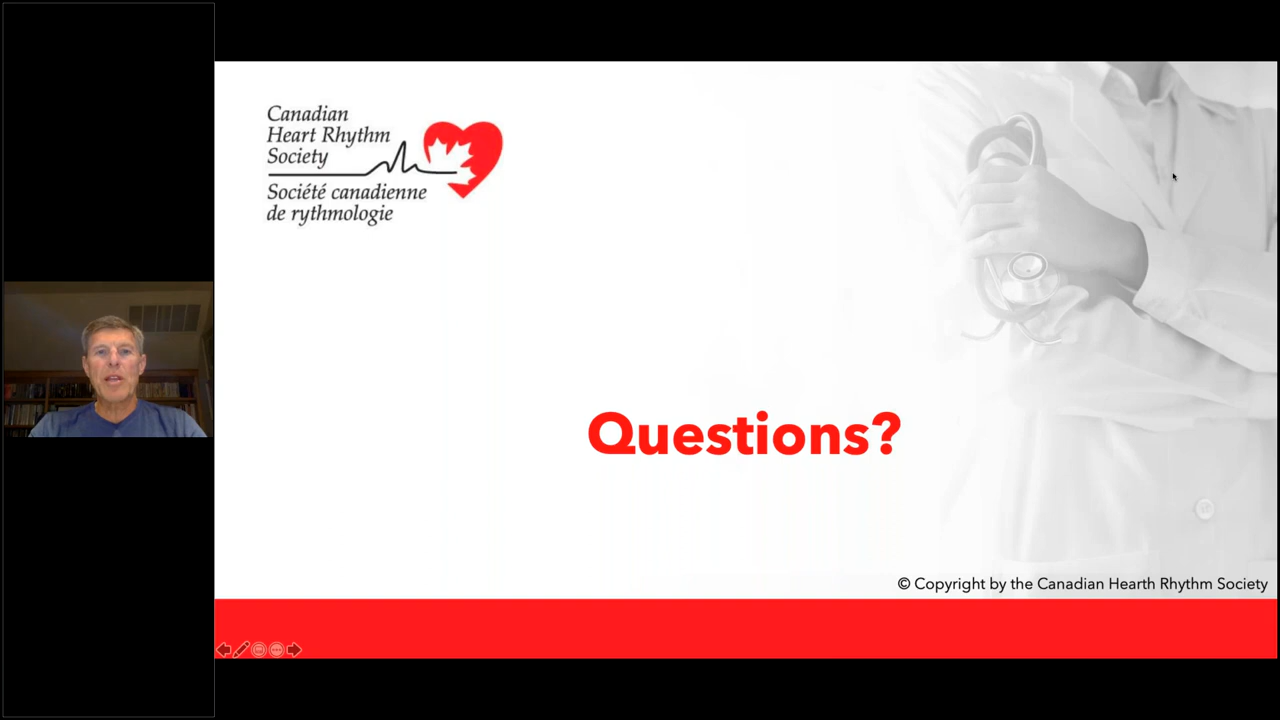 Canadian
Heart Rhythm
Society
Société canadienne
de rythmologie
Questions?
© Copyright by the Canadian Hearth Rhythm Society